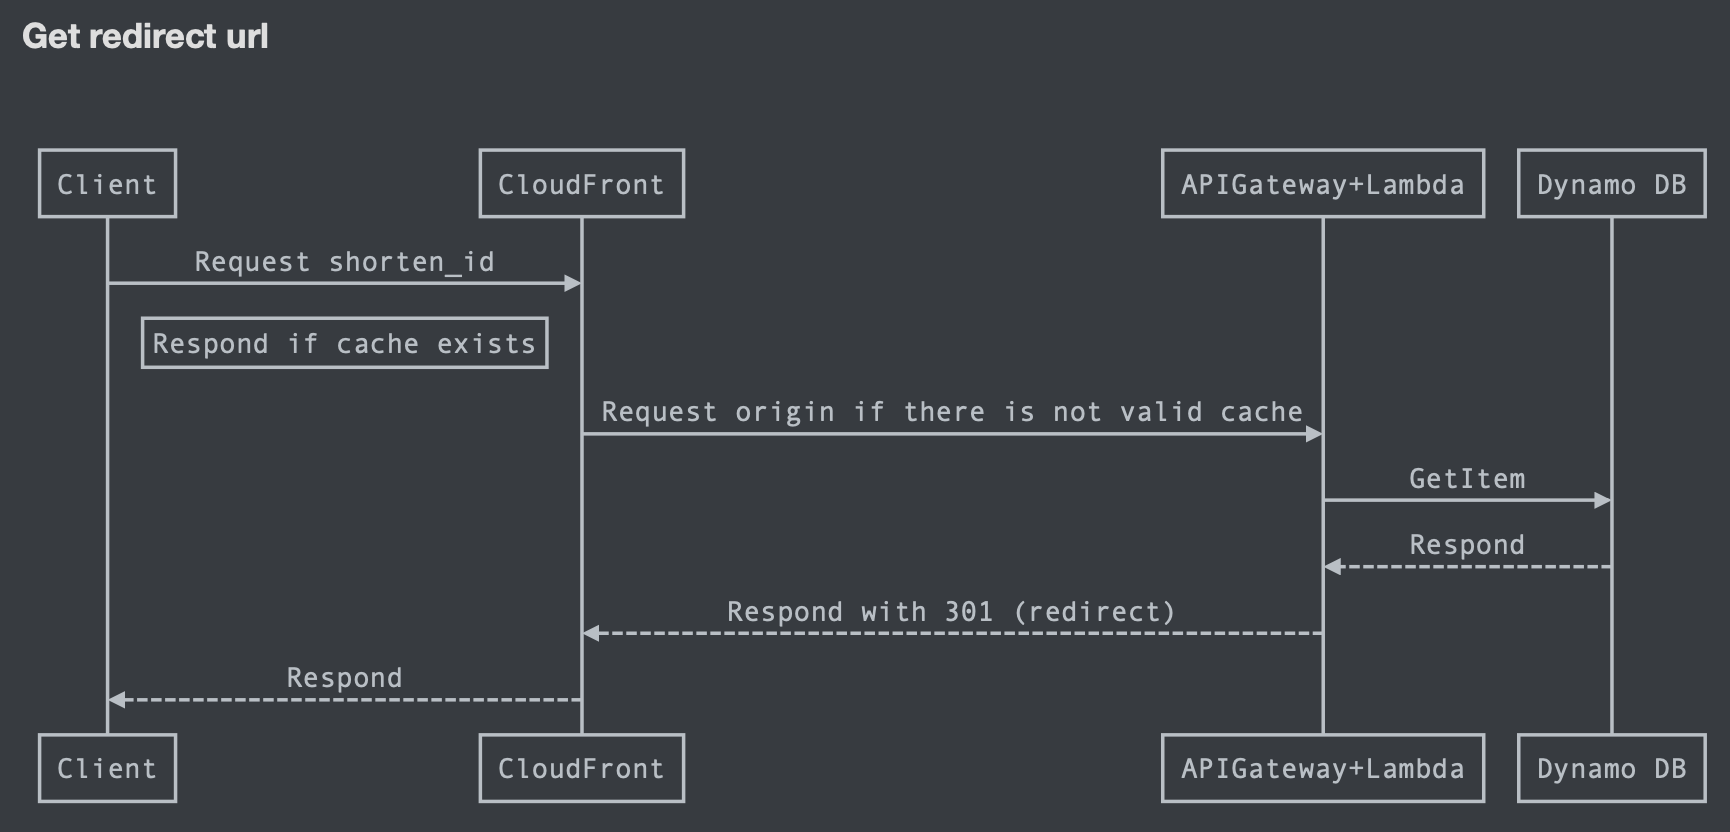 Get redirect url
Client
CloudFront
APIGateway+Lambda
Dynamo DB
Request shorten_id
Respond if cache exists
Request origin if there is not valid cache
GetItem
Respond
Respond with 301 (redirect)
Respond
Client
CloudFront
APIGateway+Lambda
Dynamo DB